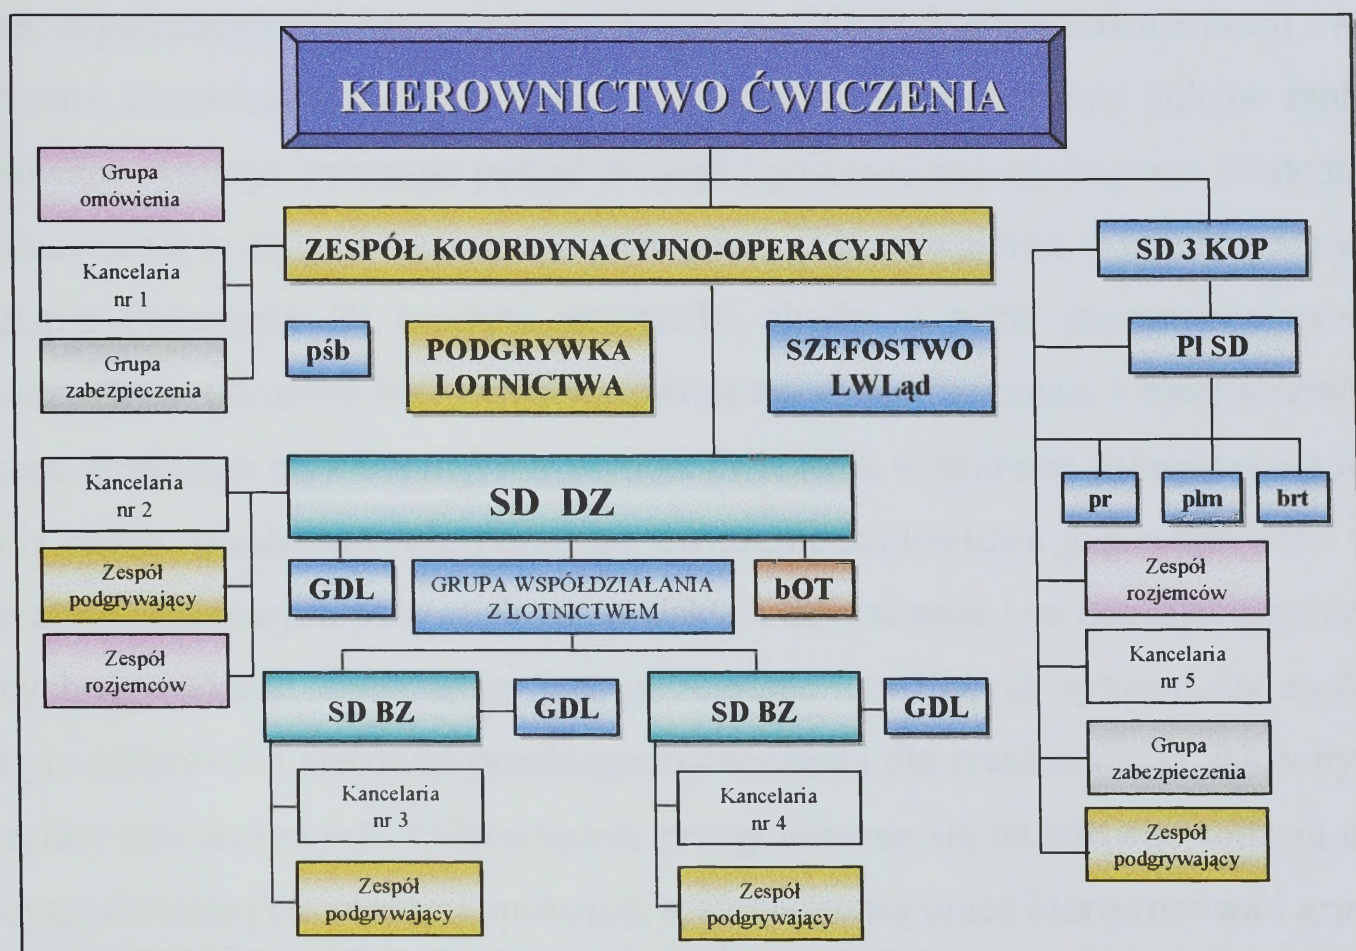 KIEROWNICTWO ĆWICZENIA
Grupa
omówienia
ZESPÓŁ KOORDYNACYJNO-OPERACYJNY
SD 3 KOP
Kancelaria
nr 1
Grupa
zabezpieczenia
pśb
PODGRYWKA
LOTNICTWA
SZEFOSTWO
LWLąd
Pl SD
Kancelaria
nr 2
SD DZ
pr
plm
brt
Zespół
podgrywający
GDL
GRUPA WSPÓŁDZIAŁANIA
Z LOTNICTWEM
bOT
Zespół
rozjemców
Zespół
rozjemców
SD BZ
GDL
SD BZ
GDL
Kancelaria
nr 5
Kancelaria
nr 3
Kancelaria
nr 4
Grupa
zabezpieczenia
Zespół
podgrywający
Zespół
podgrywający
Zespół
podgrywający